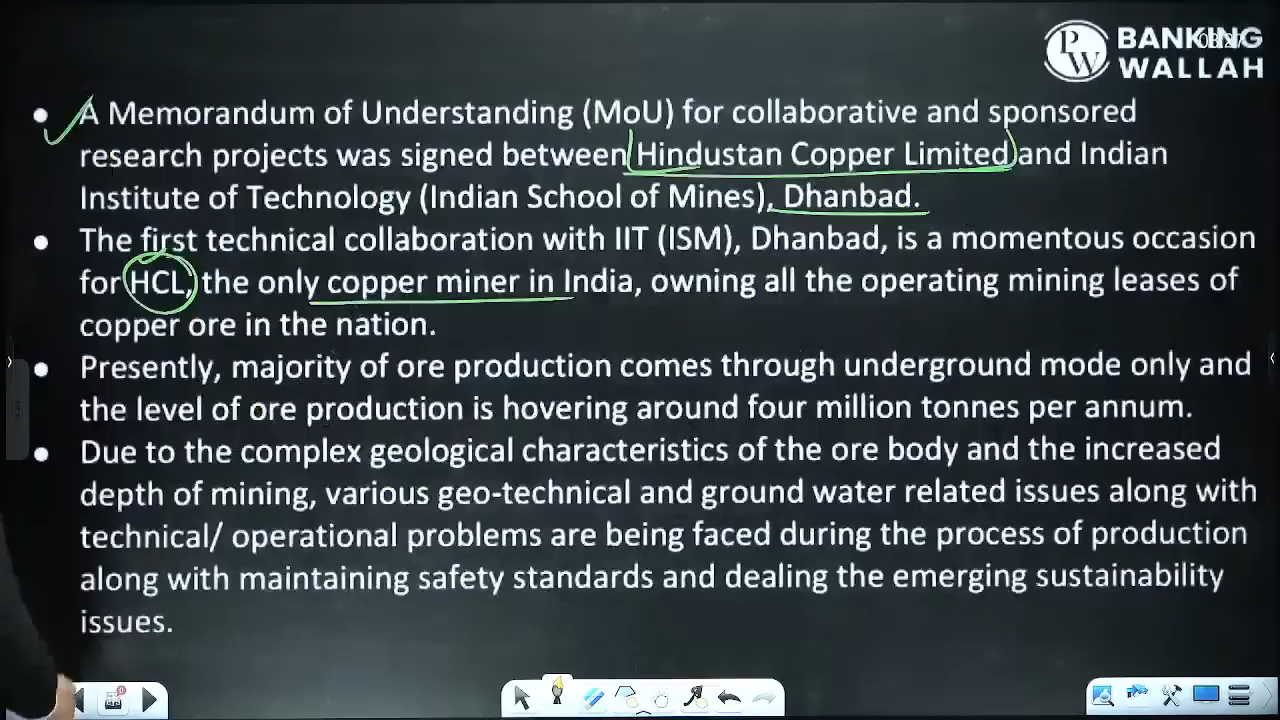 PW BANKING
WALLAH
A Memorandum of Understanding (MoU) for collaborative and sponsored
research projects was signed between Hindustan Copper Limited and Indian
Institute of Technology (Indian School of Mines), Dhanbad.
The first technical collaboration with IIT (ISM), Dhanbad, is a momentous occasion
for HCL, the only copper miner in India, owning all the operating mining leases of
copper ore in the nation.
Presently, majority of ore production comes through underground mode only and
the level of ore production is hovering around four million tonnes per annum.
Due to the complex geological characteristics of the ore body and the increased
depth of mining, various geo-technical and ground water related issues along with
technical/ operational problems are being faced during the process of production
along with maintaining safety standards and dealing the emerging sustainability
issues.